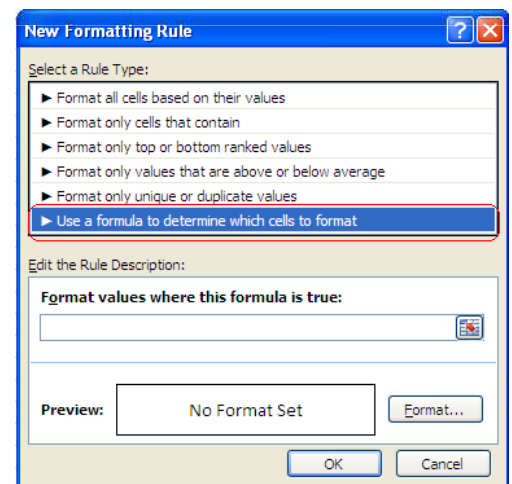 New Formatting Rule
Select a Rule Type:
► Format all cells based on their values
► Format only cells that contain
► Format only top or bottom ranked values
► Format only values that are above or below average
► Format only unique or duplicate values
► Use a formula to determine which cells to format
Edit the Rule Description:
Format values where this formula is true:
Preview:
No Format Set
Format...
OK
Cancel